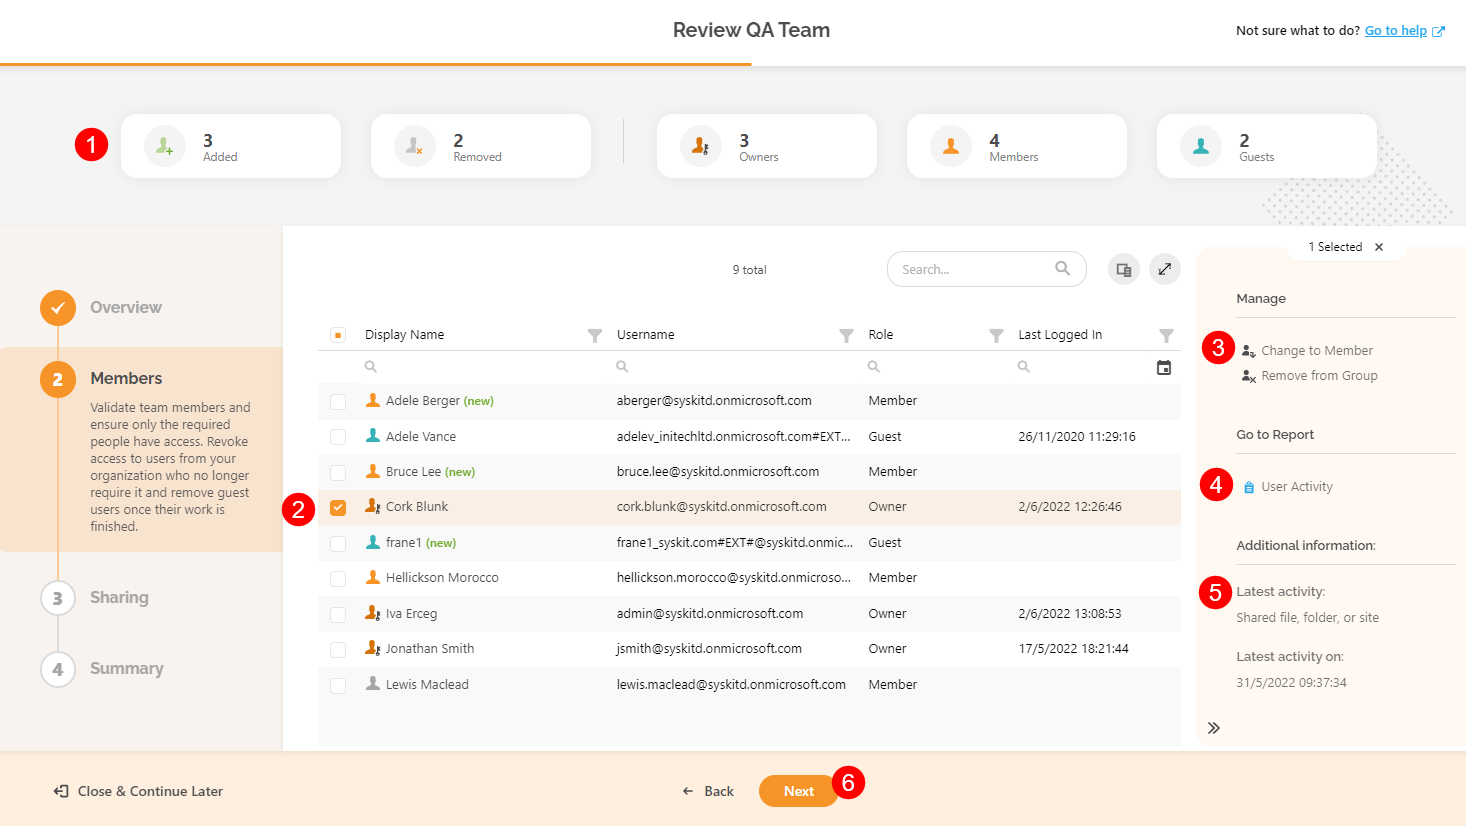 Review QA Team
Not sure what to do? Go to help
1
3
Added
2
Removed
3
Owners
4
Members
2
Guests
Overview
2
Members
Validate team members and
ensure only the required
people have access. Revoke
access to users from your
organization who no longer
require it and remove guest
users once their work is
finished.
3
Sharing
4
Summary
9 total
Search...
Display Name Username Role Last Logged In
Adele Berger (new) aberger@syskitd.onmicrosoft.com Member
Adele Vance adelev_initechltd.onmicrosoft.com#EXT... Guest 26/11/2020 11:29:16
Bruce Lee (new) bruce.lee@syskitd.onmicrosoft.com Member
2 Cork Blunk cork.blunk@syskitd.onmicrosoft.com Owner 2/6/2022 12:26:46
frane1 (new) frane1_syskit.com#EXT#@syskitd.onmic... Guest
Hellickson Morocco hellickson.morocco@syskitd.onmicroso... Member
Iva Erceg admin@syskitd.onmicrosoft.com Owner 2/6/2022 13:08:53
Jonathan Smith jsmith@syskitd.onmicrosoft.com Owner 17/5/2022 18:21:44
Lewis Maclead lewis.maclead@syskitd.onmicrosoft.com Member
1 Selected
Manage
3 Change to Member
Remove from Group
Go to Report
4 User Activity
Additional information:
5 Latest activity:
Shared file, folder, or site
Latest activity on:
31/5/2022 09:37:34
Close & Continue Later
Back
Next
6